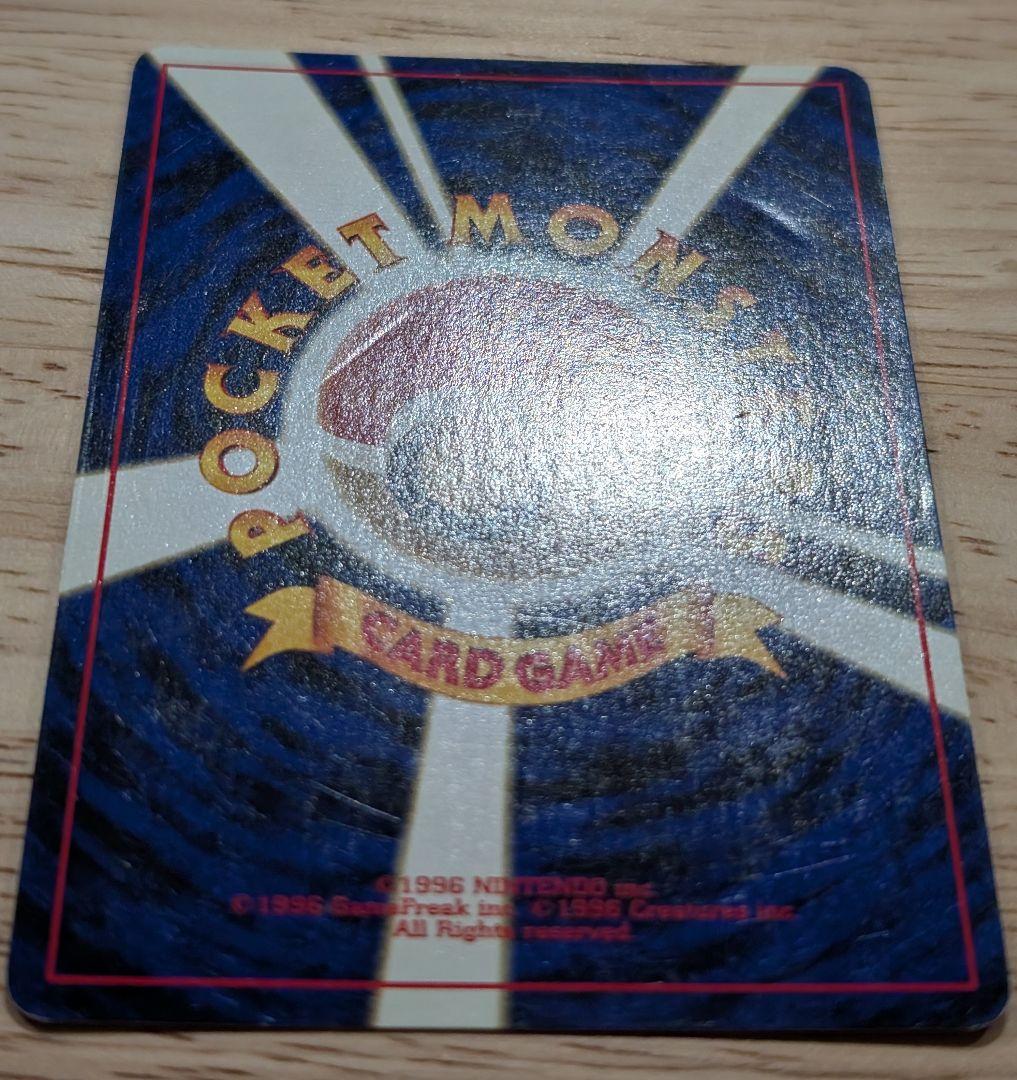 POCKET MONSTERS
CARD GAME
©1996 NINTENDO inc.
©1996 GameFreak inc. ©1996 Creatures inc.
All Rights reserved.